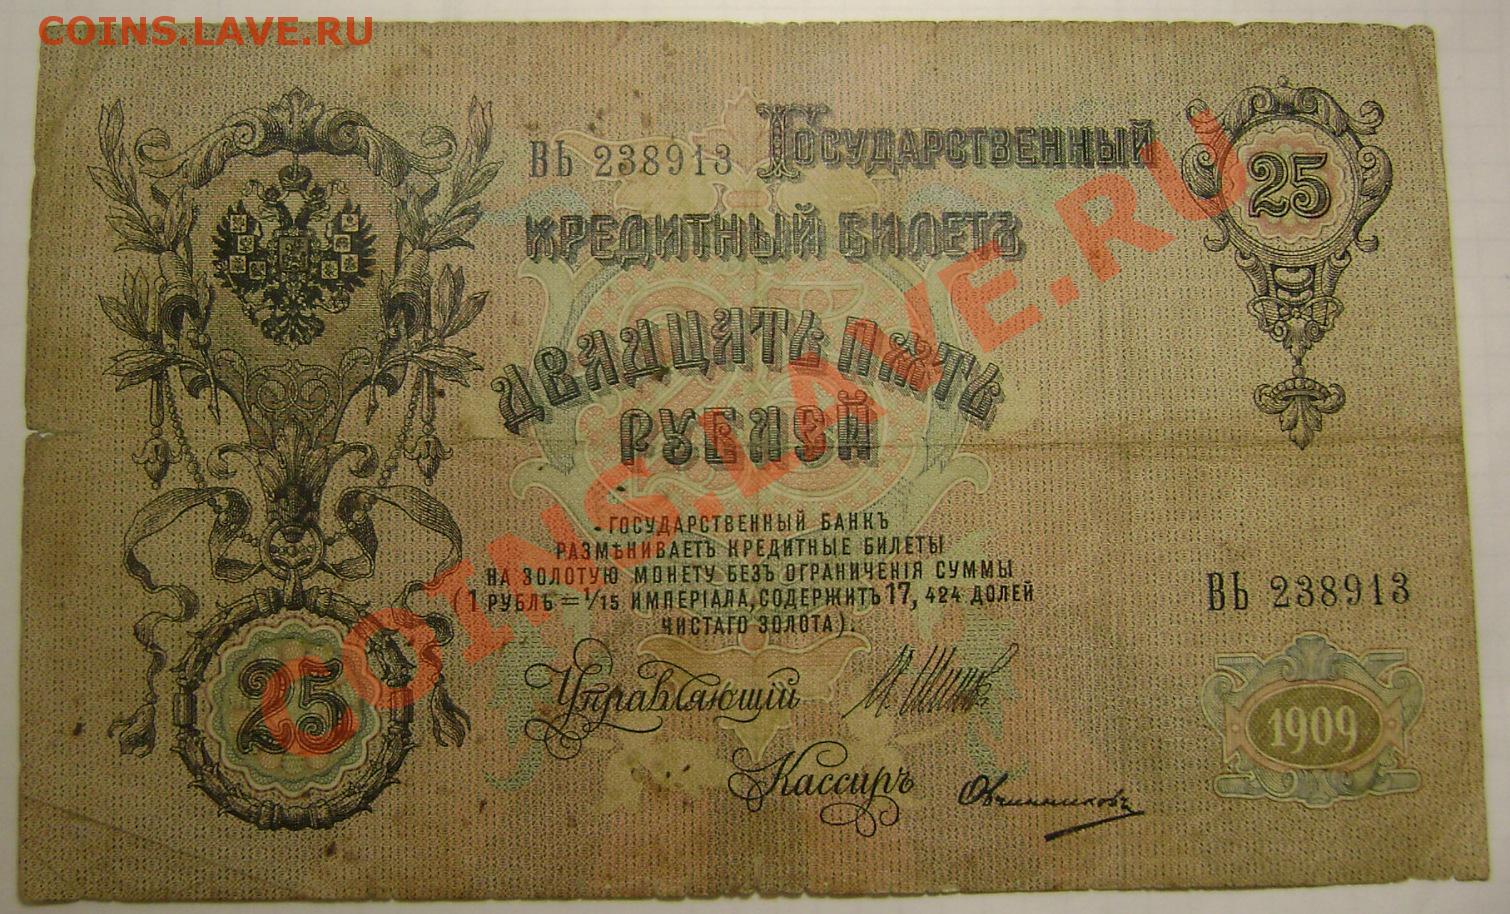 COINS.LAVE.RU
ВЬ 238913 Государственный
25
кредитный билетъ
двадцать пять
рублей
Государственный банкъ
размѣниваетъ кредитные билеты
на золотую монету безъ ограниченія суммы
(1 рубль = 1/15 имперіала, содержитъ 17, 424 долей
чистаго золота).
ВЬ 238913
25
Управляющій И Шипов
1909
Кассиръ Овчинниковъ
COINS.LAVE.RU